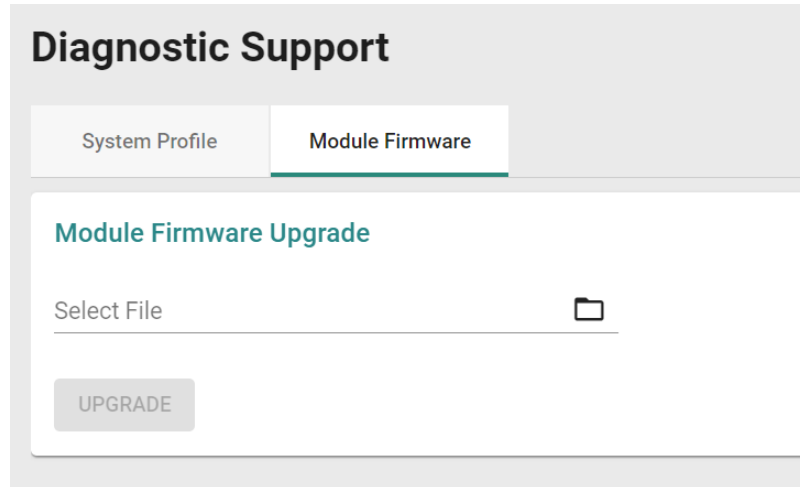 Diagnostic Support
System Profile
Module Firmware
Module Firmware Upgrade
Select File
UPGRADE